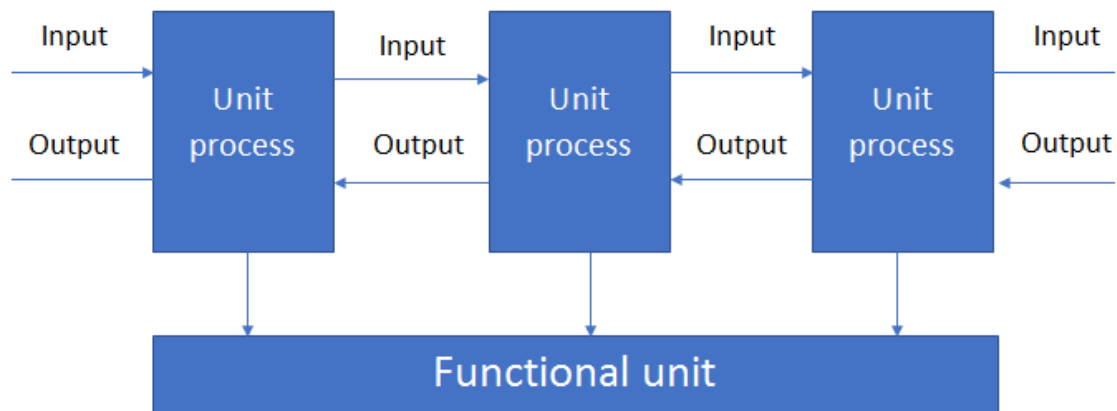 Input
Input
Input
Input
Unit
process
Unit
process
Unit
process
Output
Output
Output
Output
Functional unit